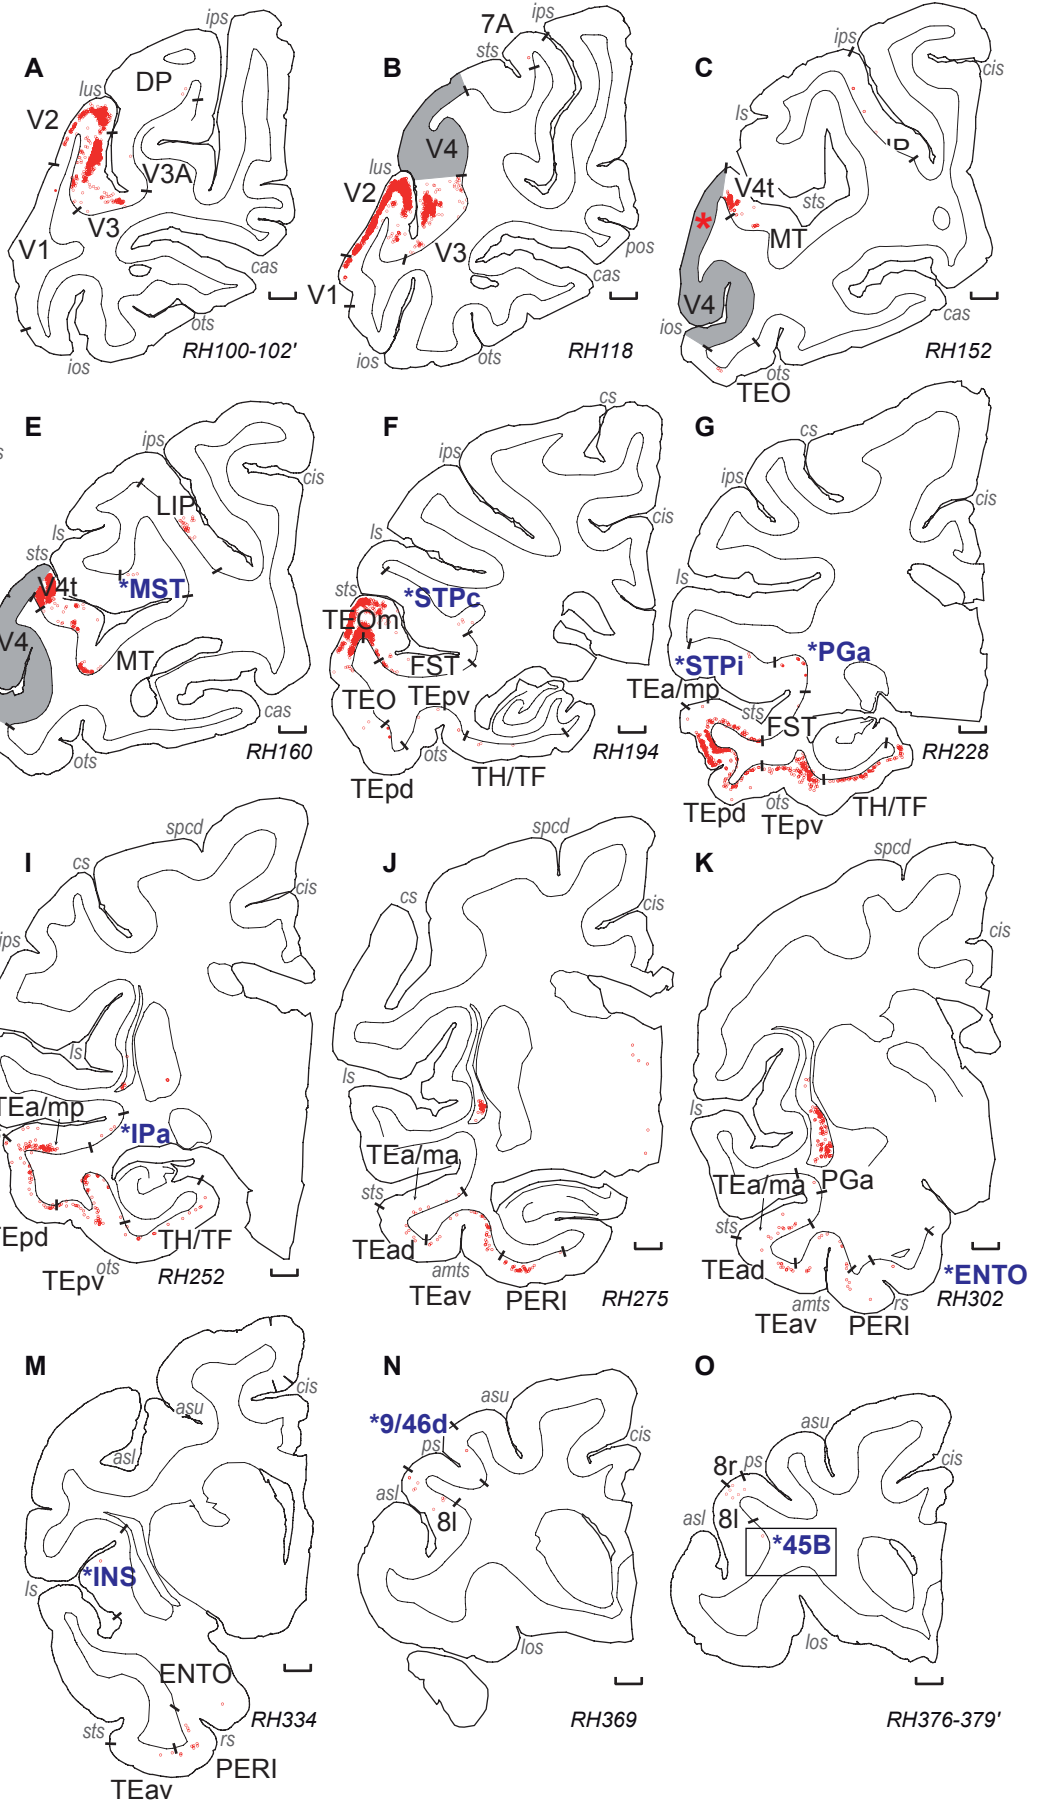 A
ips
DP
lus
V2
V3A
V3
V1
cas
ots
ios
RH100-102'
B
7A
ips
sts
V4
lus
V2
V3
pos
cas
V1
ots
ios
RH118
C
ips
cis
ls
V4t
sts
*
MT
V4
cas
ios
ots
TEO
RH152
s
E
ips
cis
LIP
ls
sts
V4t
*MST
V4
MT
cas
ots
RH160
F
cs
ips
cis
ls
sts
*STPc
TEOm
FST
TEO
TEpv
ots
TH/TF
TEpd
RH194
G
cs
ips
cis
ls
*PGa
*STPi
TEa/mp
sts
FST
RH228
TEpd
ots
TEpv
TH/TF
I
spcd
cs
cis
ips
ls
TEa/mp
*IPa
Epd
TH/TF
ots
TEpv
RH252
J
spcd
cs
cis
ls
TEa/ma
sts
TEad
amts
TEav
PERI
RH275
K
spcd
cis
ls
TEa/ma
PGa
sts
TEad
*ENTO
amts
rs
RH302
TEav
PERI
M
cis
asu
asl
*INS
ls
ENTO
RH334
sts
rs
PERI
TEav
N
asu
*9/46d
ps
cis
asl
8l
los
RH369
O
asu
8r
ps
cis
asl
8l
*45B
los
RH376-379'